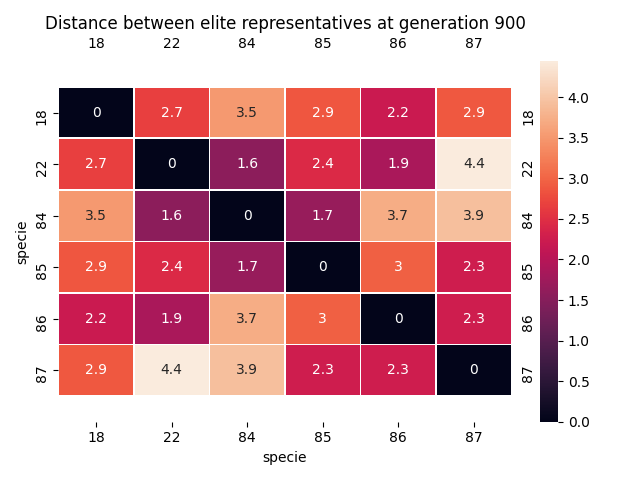 Distance between elite representatives at generation 900
18 22 84 85 86 87
18 0 2.7 3.5 2.9 2.2 2.9 18
22 2.7 0 1.6 2.4 1.9 4.4 22
84 3.5 1.6 0 1.7 3.7 3.9 84
85 2.9 2.4 1.7 0 3 2.3 85
86 2.2 1.9 3.7 3 0 2.3 86
87 2.9 4.4 3.9 2.3 2.3 0 87
18 22 84 85 86 87
specie
specie
4.0
3.5
3.0
2.5
2.0
1.5
1.0
0.5
0.0